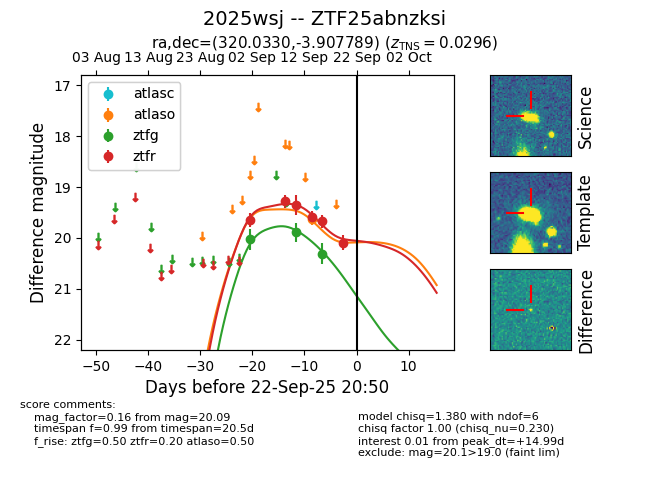 2025wsj -- ZTF25abnzksi
ra,dec=(320.0330,-3.907789) (zTNS = 0.0296)
03 Aug 13 Aug 23 Aug 02 Sep 12 Sep 22 Sep 02 Oct
atlasc
atlaso
ztfg
ztfr
17
18
19
20
21
22
Difference magnitude
−50 −40 −30 −20 −10 0 10
Days before 22-Sep-25 20:50
Science
Template
Difference
score comments:
mag_factor=0.16 from mag=20.09
timespan f=0.99 from timespan=20.5d
f_rise: ztfg=0.50 ztfr=0.20 atlaso=0.50
model chisq=1.380 with ndof=6
chisq factor 1.00 (chisq_nu=0.230)
interest 0.01 from peak_dt=+14.99d
exclude: mag=20.1>19.0 (faint lim)